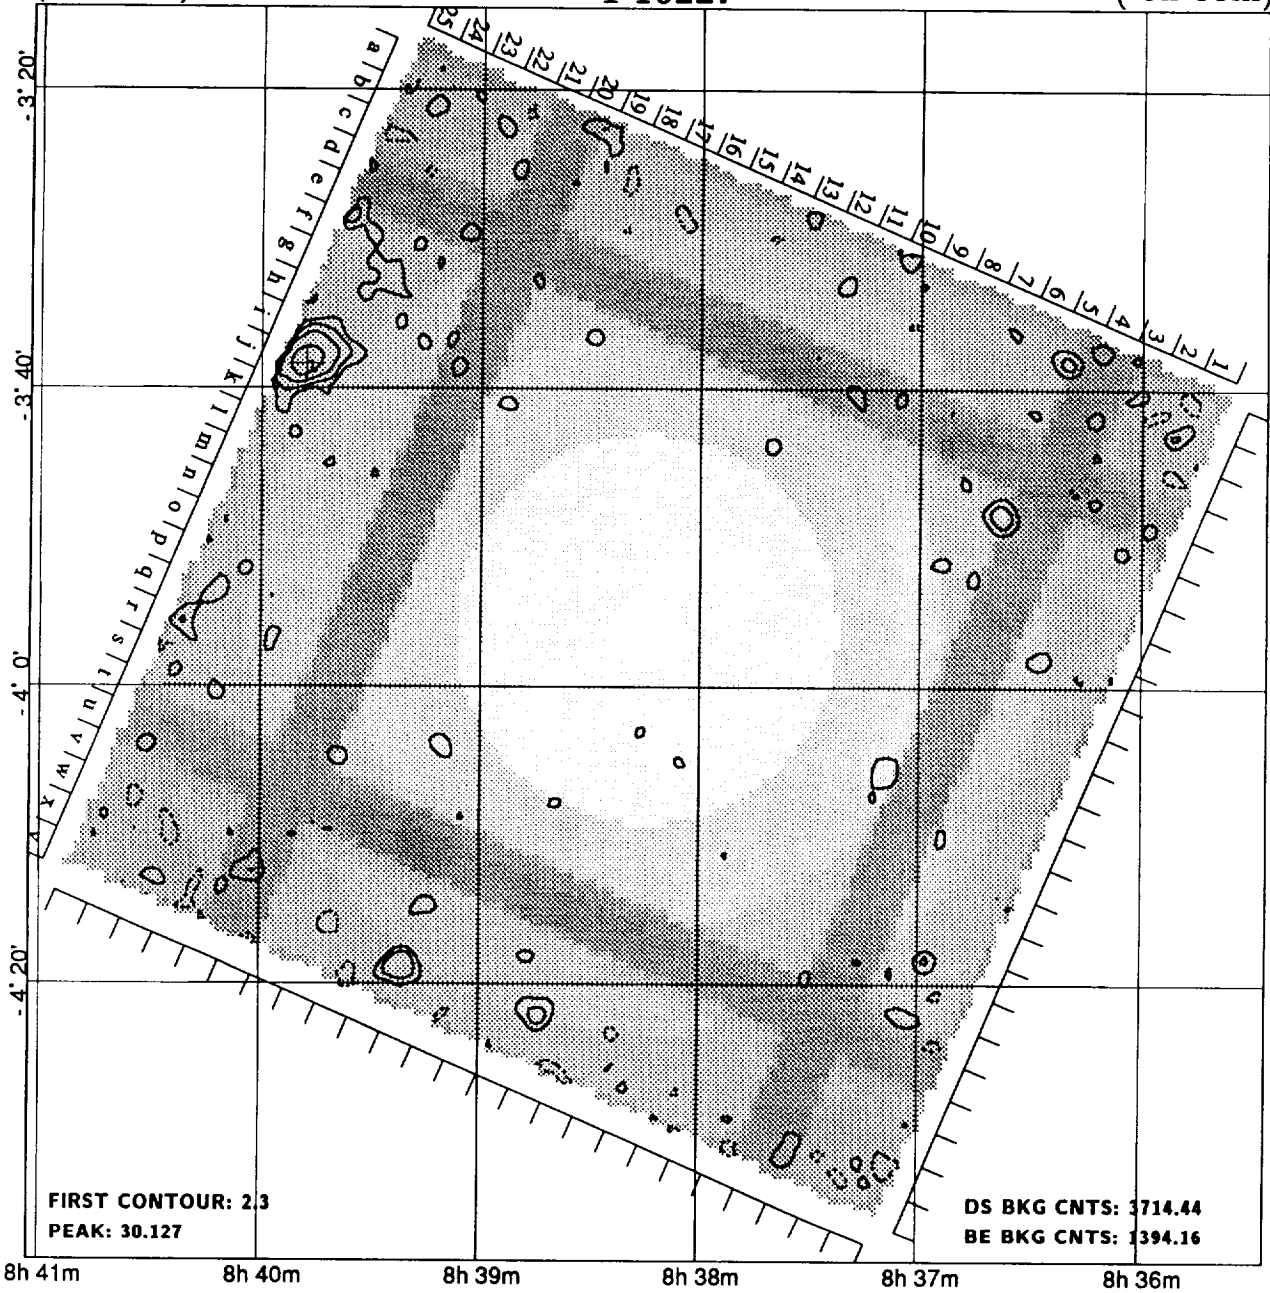 25 24 23 22 21 20 19 18 17 16 15 14 13 12 11 10 9 8 7 6 5 4 3 2 1
a b c d e f g h i j k l m n o p q r s t u v w x y
-3° 20'
-3° 40'
-4° 0'
-4° 20'
FIRST CONTOUR: 2.3
PEAK: 30.127
DS BKG CNTS: 3714.44
BE BKG CNTS: 1394.16
8h 41m 8h 40m 8h 39m 8h 38m 8h 37m 8h 36m